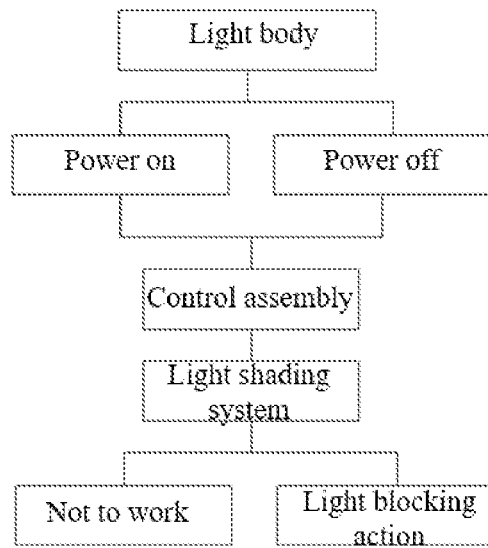 Light body
Power on
Power off
Control assembly
Light shading
system
Not to work
Light blocking
action